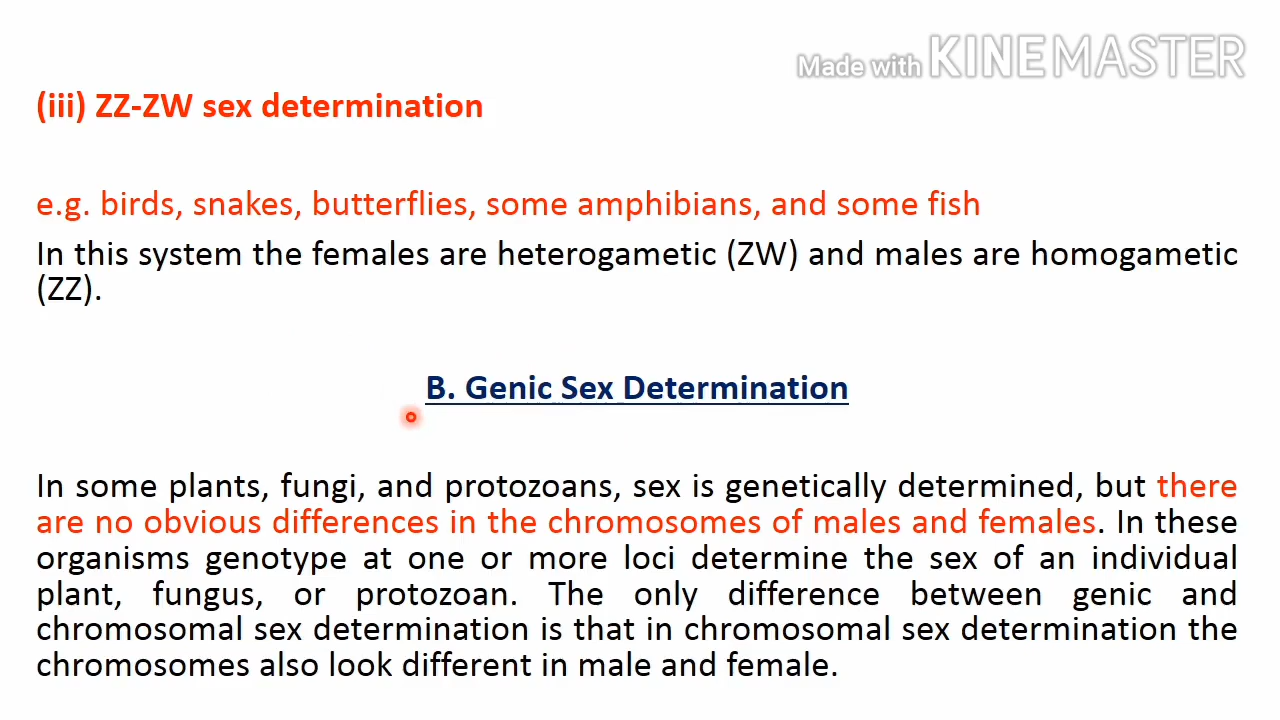 Made with KINEMASTER
(iii) ZZ-ZW sex determination
e.g. birds, snakes, butterflies, some amphibians, and some fish
In this system the females are heterogametic (ZW) and males are homogametic
(ZZ).
B. Genic Sex Determination
In some plants, fungi, and protozoans, sex is genetically determined, but there
are no obvious differences in the chromosomes of males and females. In these
organisms genotype at one or more loci determine the sex of an individual
plant, fungus, or protozoan. The only difference between genic and
chromosomal sex determination is that in chromosomal sex determination the
chromosomes also look different in male and female.